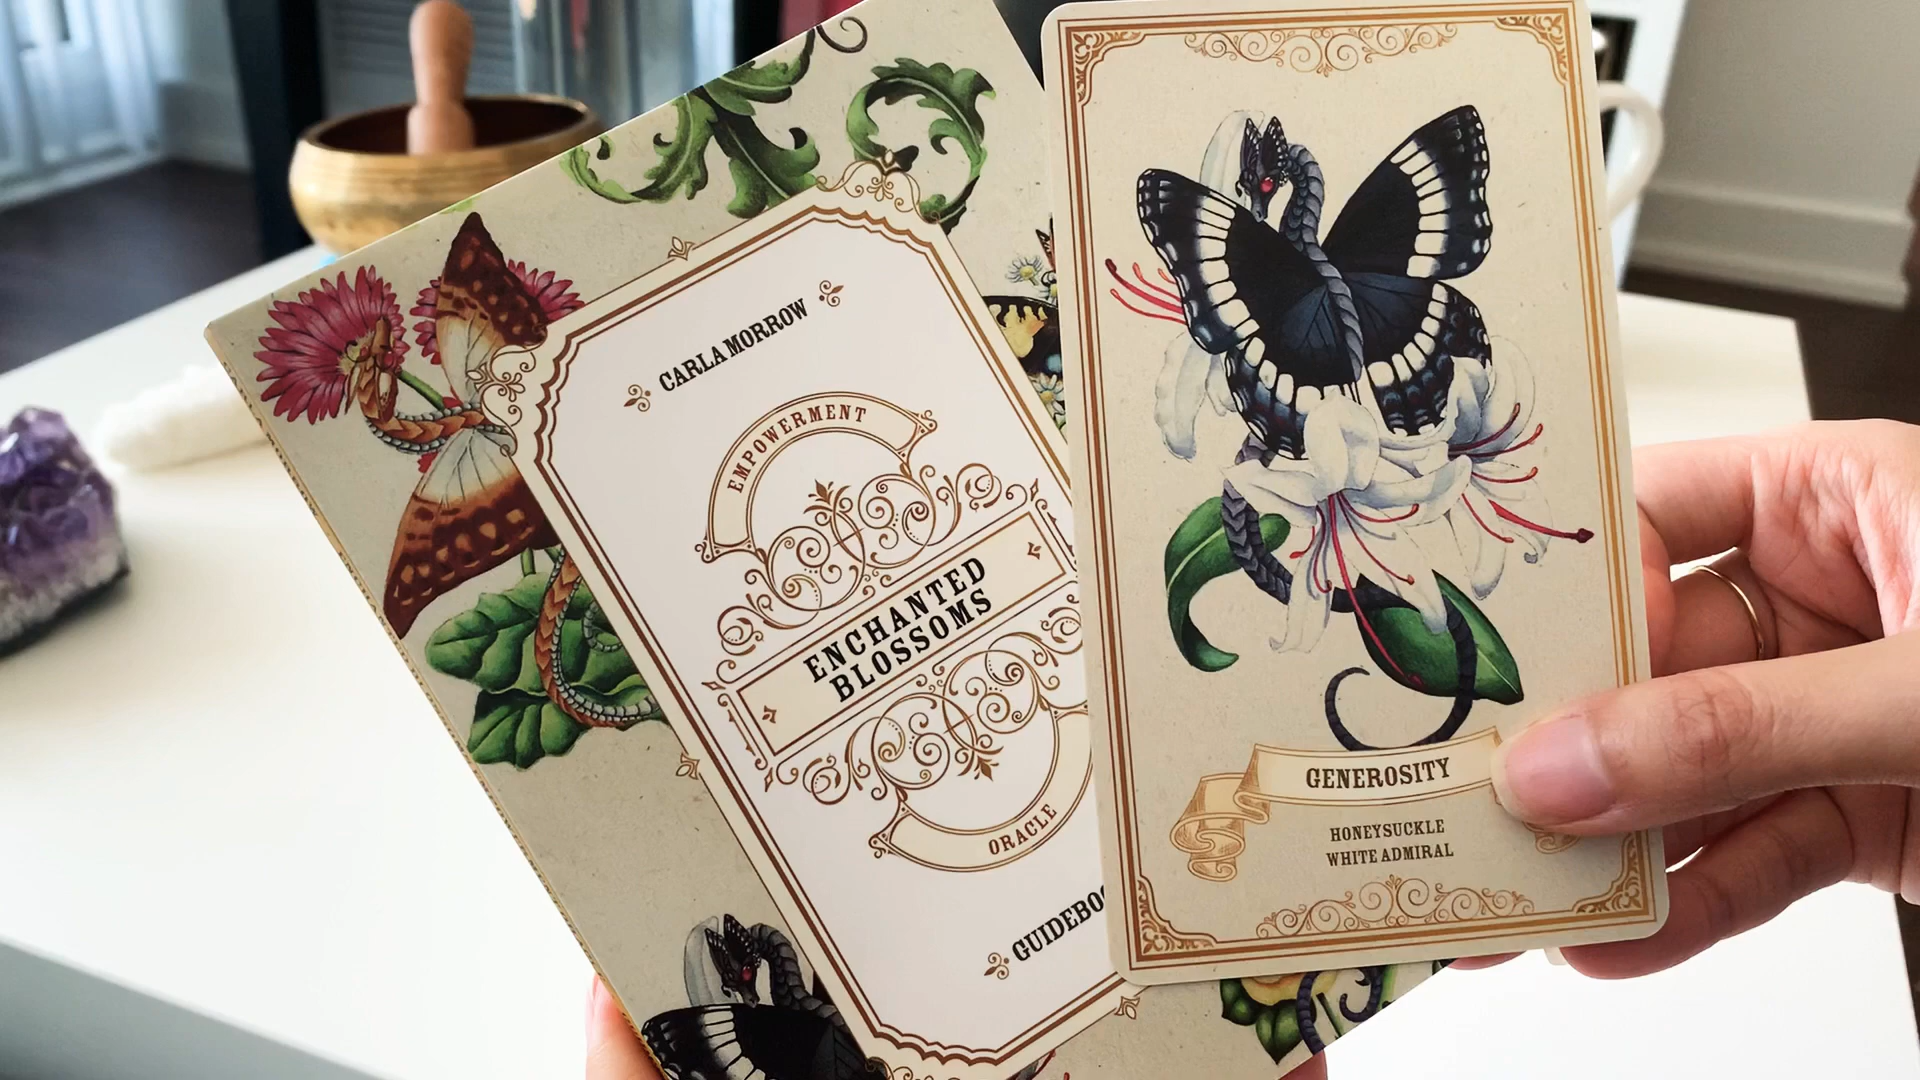 CARLA MORROW
EMPOWERMENT
ENCHANTED
BLOSSOMS
ORACLE
GENEROSITY
HONEYSUCKLE
WHITE ADMIRAL